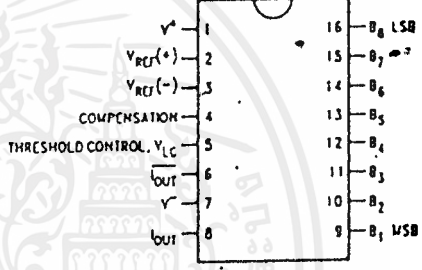 V+ 1
VREF(+) 2
VREF(-) 3
COMPENSATION 4
THRESHOLD CONTROL, VLC 5
IOUT 6
V- 7
IOUT 8
16 B8 LSB
15 B7
14 B6
13 B5
12 B4
11 B3
10 B2
9 B1 MSB